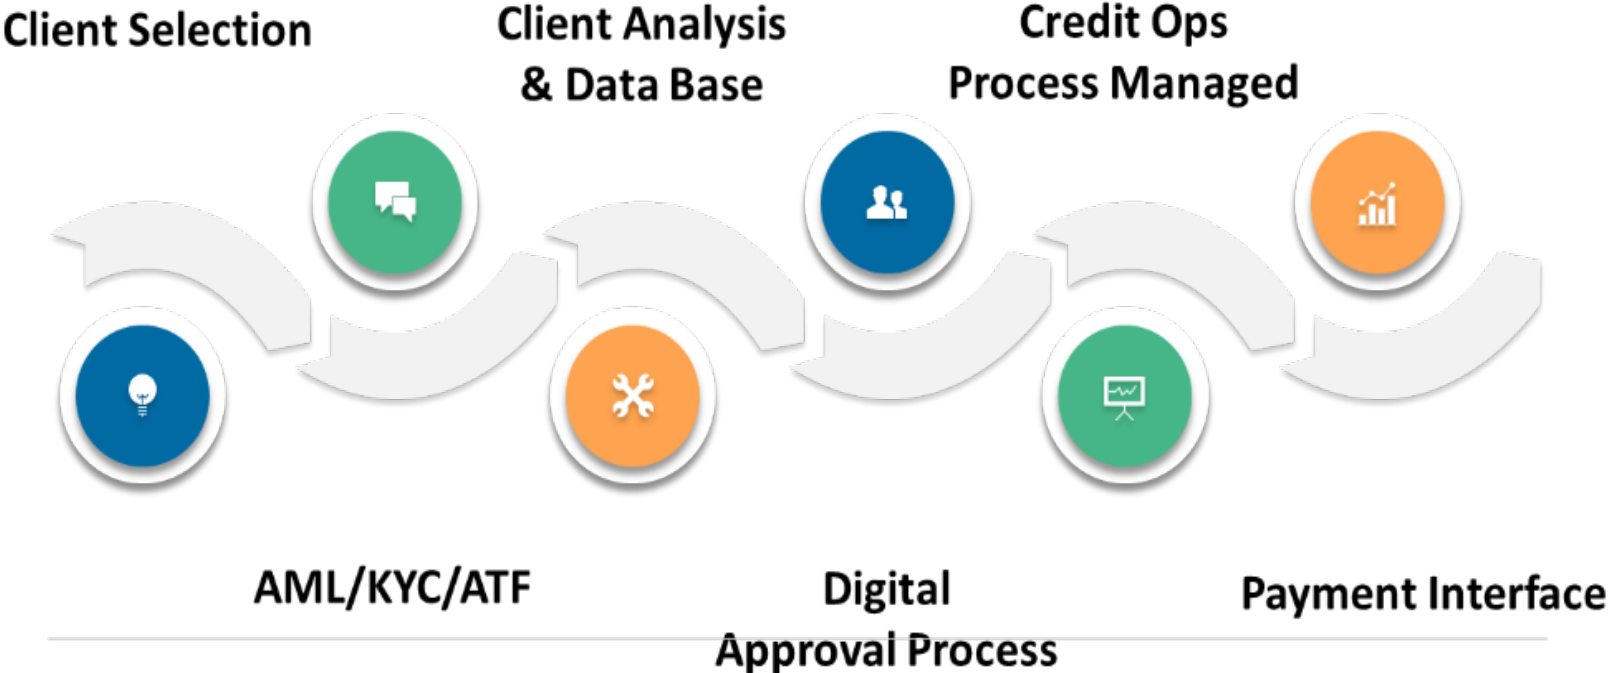 Client Selection
Client Analysis
& Data Base
Credit Ops
Process Managed
AML/KYC/ATF
Digital
Approval Process
Payment Interface